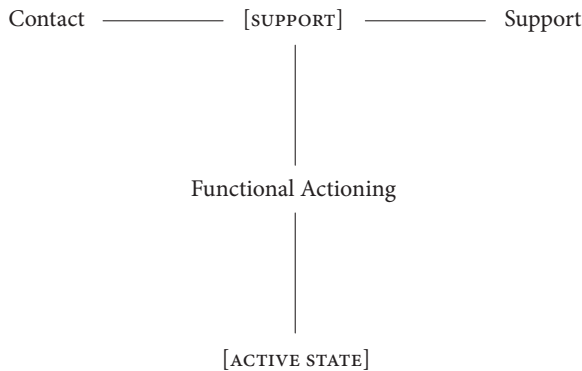 Contact [SUPPORT] Support
Functional Actioning
[ACTIVE STATE]